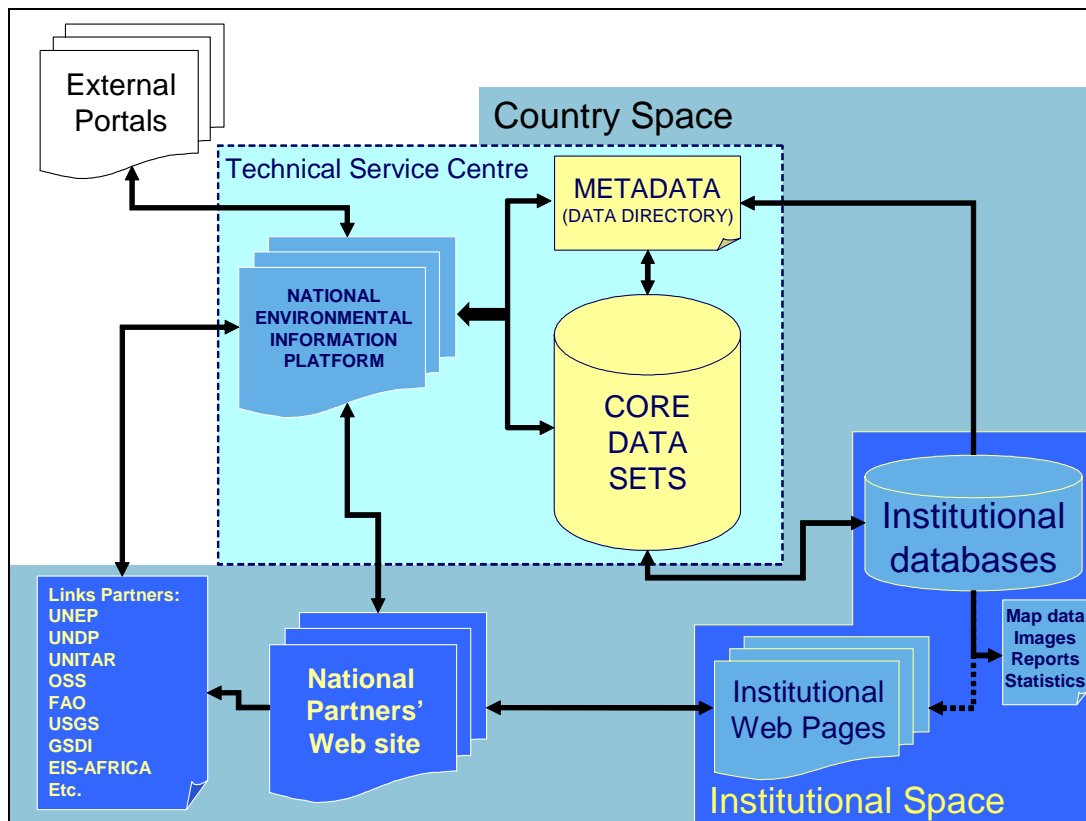 External
Portals
Country Space
Technical Service Centre
METADATA
(DATA DIRECTORY)
NATIONAL
ENVIRONMENTAL
INFORMATION
PLATFORM
CORE
DATA
SETS
Institutional
databases
Links Partners:
UNEP
UNDP
UNITAR
OSS
FAO
USGS
GSDI
EIS-AFRICA
Etc.
National
Partners’
Web site
Institutional
Web Pages
Map data
Images
Reports
Statistics
Institutional Space